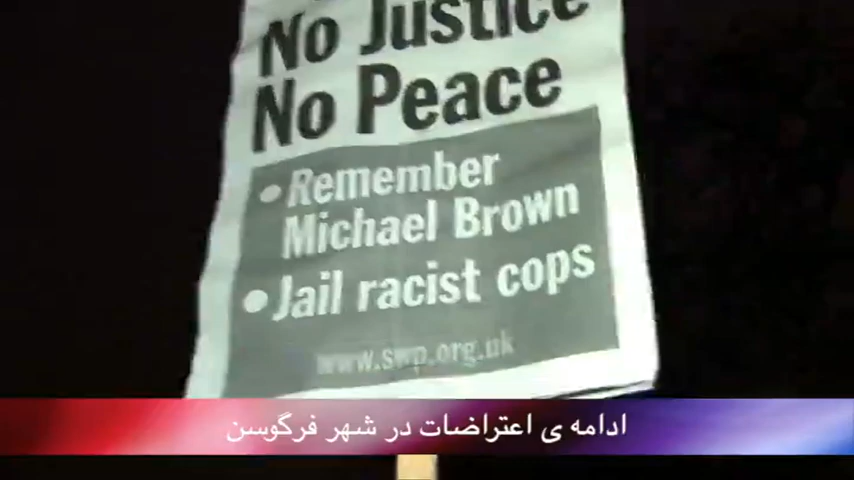 No Justice
No Peace
• Remember
Michael Brown
• Jail racist cops
www.swp.org.uk
ادامه ی اعتراضات در شهر فرگوسن